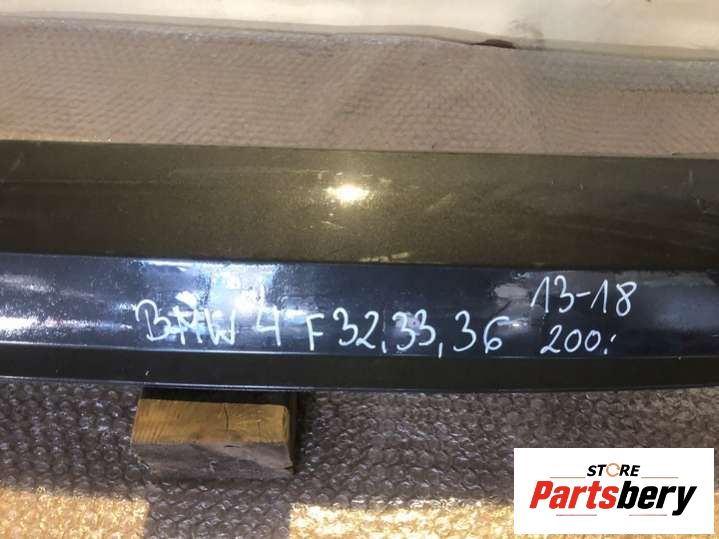 BMW 4 F32,33,36 13-18
200.-
STORE
Partsbery